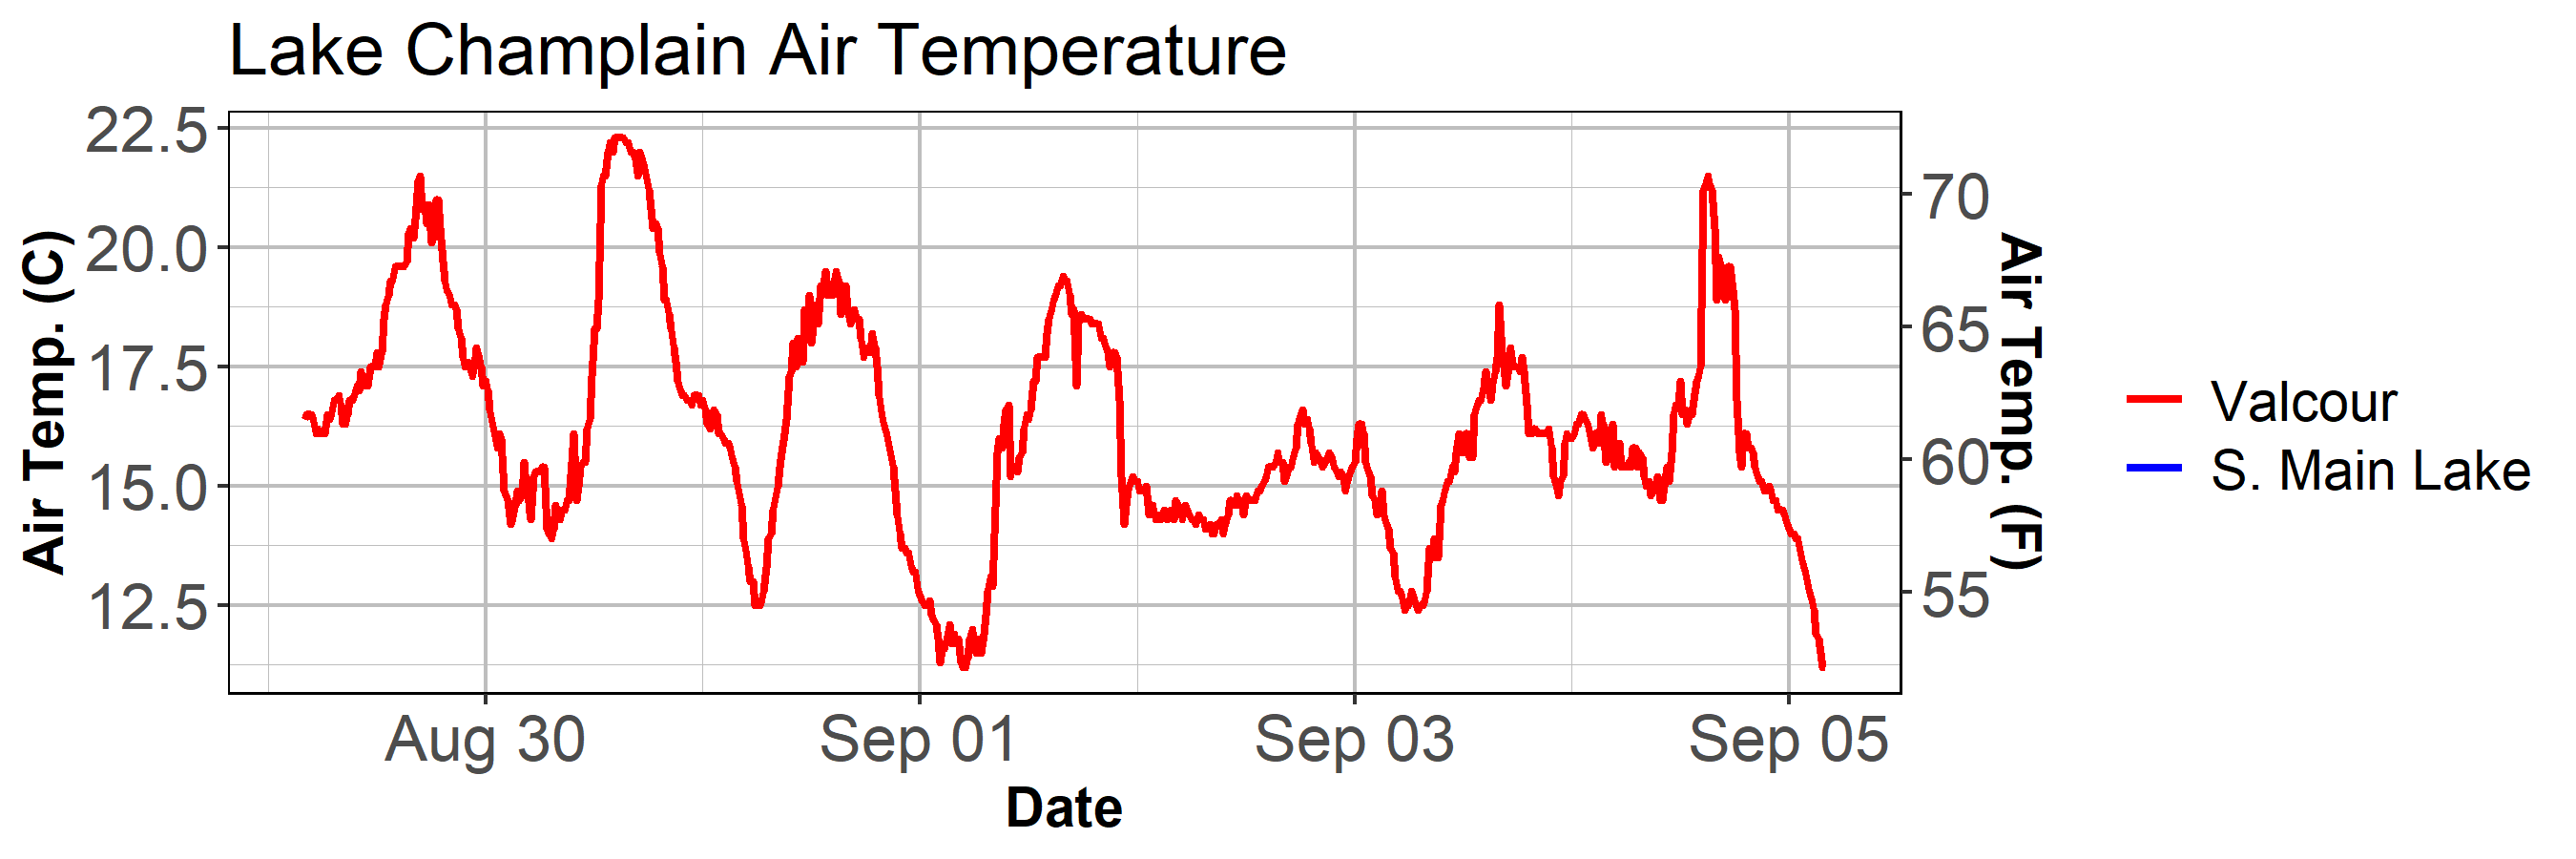 Lake Champlain Air Temperature
Air Temp. (C)
22.5
20.0
17.5
15.0
12.5
70
65
60
55
Air Temp. (F)
Aug 30
Sep 01
Sep 03
Sep 05
Date
Valcour
S. Main Lake